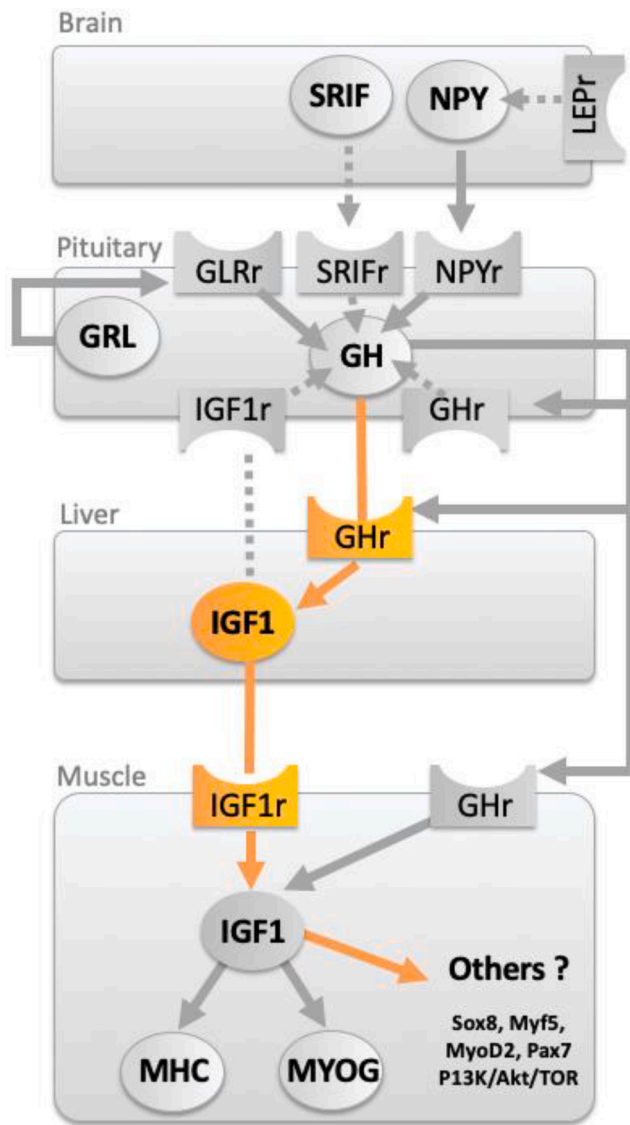 Brain
SRIF
NPY
LEPr
Pituitary
GLRr
SRIFr
NPYr
GRL
GH
IGF1r
GHr
Liver
GHr
IGF1
Muscle
IGF1r
GHr
IGF1
Others ?
Sox8, Myf5,
MyoD2, Pax7
P13K/Akt/TOR
MHC
MYOG